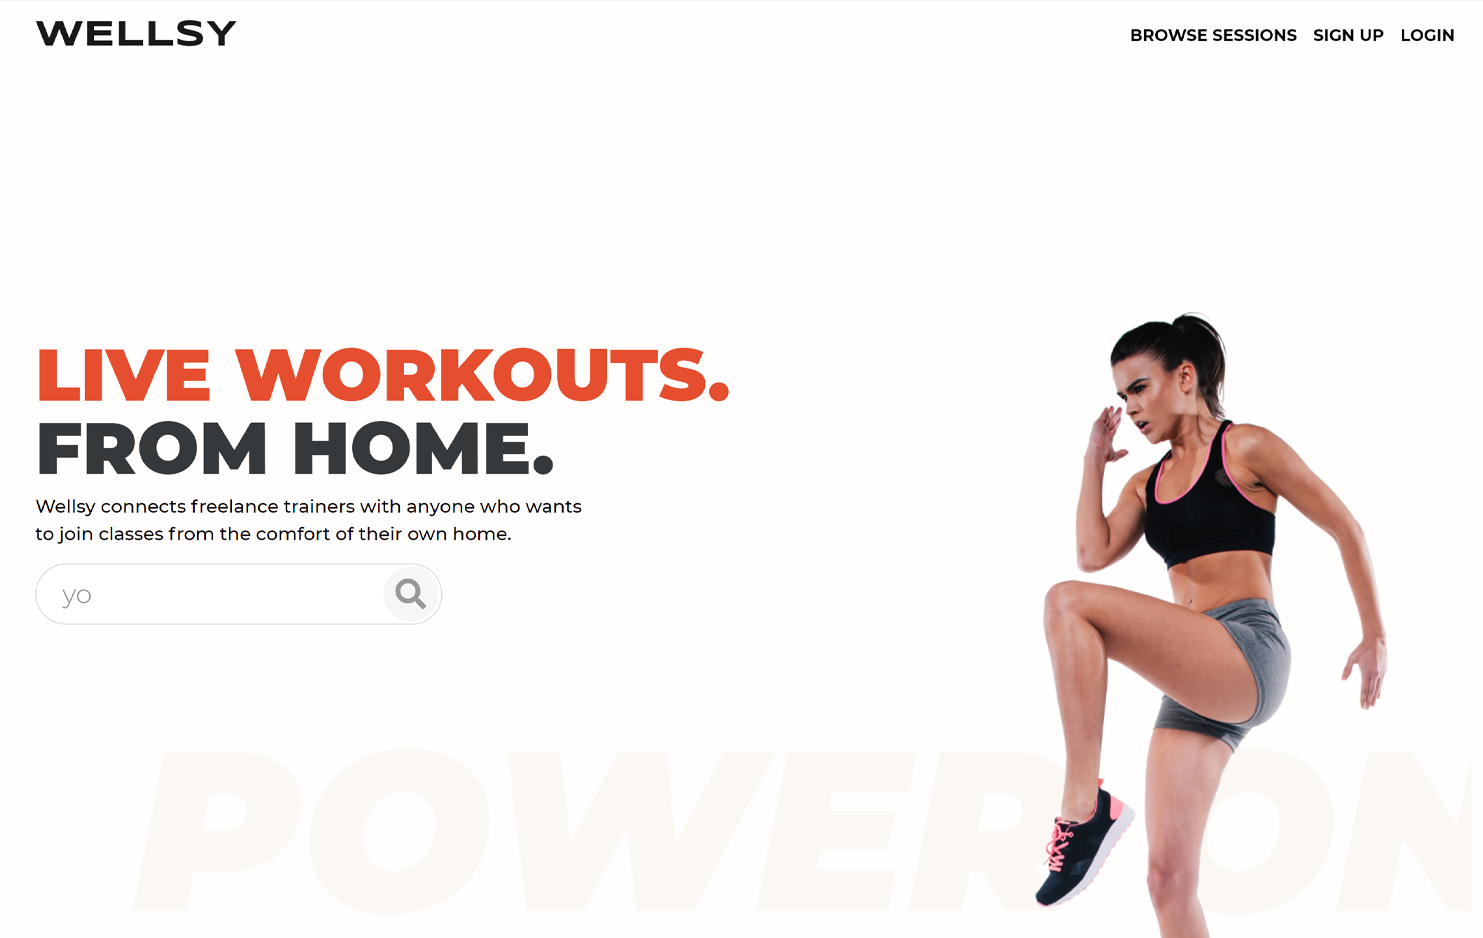 WELLSY
BROWSE SESSIONS SIGN UP LOGIN
LIVE WORKOUTS.
FROM HOME.
Wellsy connects freelance trainers with anyone who wants
to join classes from the comfort of their own home.
yo
POWER ON